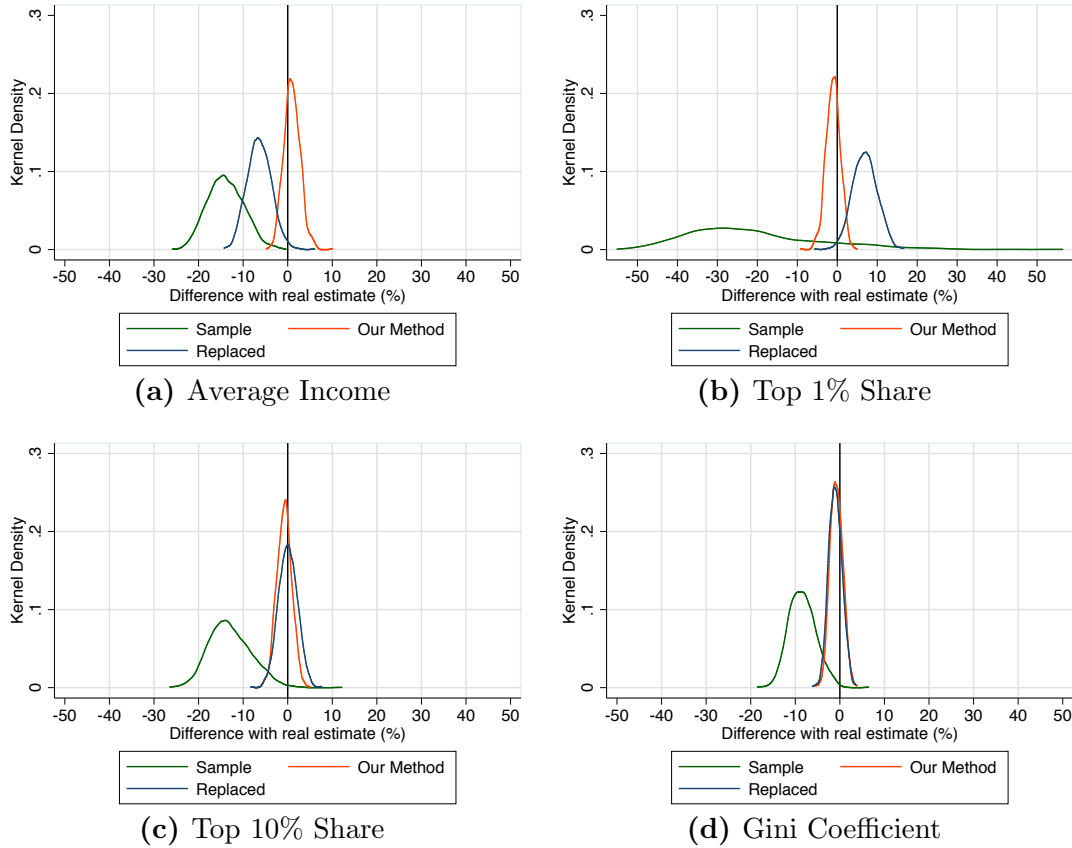 Kernel Density
0 .1 .2 .3
-50 -40 -30 -20 -10 0 10 20 30 40 50
Difference with real estimate (%)
Sample Our Method
Replaced
(a) Average Income
Kernel Density
0 .1 .2 .3
-50 -40 -30 -20 -10 0 10 20 30 40 50
Difference with real estimate (%)
Sample Our Method
Replaced
(b) Top 1% Share
Kernel Density
0 .1 .2 .3
-50 -40 -30 -20 -10 0 10 20 30 40 50
Difference with real estimate (%)
Sample Our Method
Replaced
(c) Top 10% Share
Kernel Density
0 .1 .2 .3
-50 -40 -30 -20 -10 0 10 20 30 40 50
Difference with real estimate (%)
Sample Our Method
Replaced
(d) Gini Coefficient